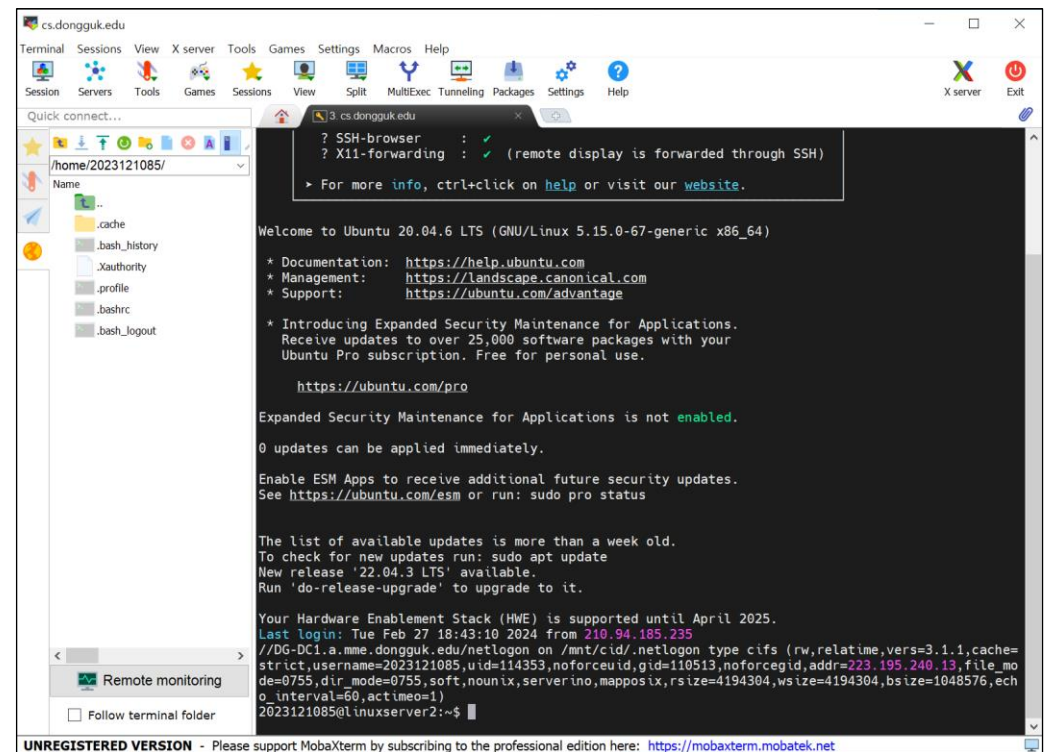 cs.dongguk.edu
Terminal Sessions View X server Tools Games Settings Macros Help
Session Servers Tools Games Sessions View Split MultiExec Tunneling Packages Settings Help X server Exit
Quick connect...
3. cs.dongguk.edu
/home/2023121085/
Name
..
.cache
.bash_history
.Xauthority
.profile
.bashrc
.bash_logout
Remote monitoring
Follow terminal folder
? SSH-browser : ✔
? X11-forwarding : ✔ (remote display is forwarded through SSH)
➤ For more info, ctrl+click on help or visit our website.
Welcome to Ubuntu 20.04.6 LTS (GNU/Linux 5.15.0-67-generic x86_64)
* Documentation: https://help.ubuntu.com
* Management: https://landscape.canonical.com
* Support: https://ubuntu.com/advantage
* Introducing Expanded Security Maintenance for Applications.
Receive updates to over 25,000 software packages with your
Ubuntu Pro subscription. Free for personal use.
https://ubuntu.com/pro
Expanded Security Maintenance for Applications is not enabled.
0 updates can be applied immediately.
Enable ESM Apps to receive additional future security updates.
See https://ubuntu.com/esm or run: sudo pro status
The list of available updates is more than a week old.
To check for new updates run: sudo apt update
New release '22.04.3 LTS' available.
Run 'do-release-upgrade' to upgrade to it.
Your Hardware Enablement Stack (HWE) is supported until April 2025.
Last login: Tue Feb 27 18:43:10 2024 from 210.94.185.235
//DG-DC1.a.mme.dongguk.edu/netlogon on /mnt/cid/.netlogon type cifs (rw,relatime,vers=3.1.1,cache=
strict,username=2023121085,uid=114353,noforceuid,gid=110513,noforcegid,addr=223.195.240.13,file_mo
de=0755,dir_mode=0755,soft,nounix,serverino,mapposix,rsize=4194304,wsize=4194304,bsize=1048576,ech
o_interval=60,actimeo=1)
2023121085@linuxserver2:~$
UNREGISTERED VERSION - Please support MobaXterm by subscribing to the professional edition here: https://mobaxterm.mobatek.net